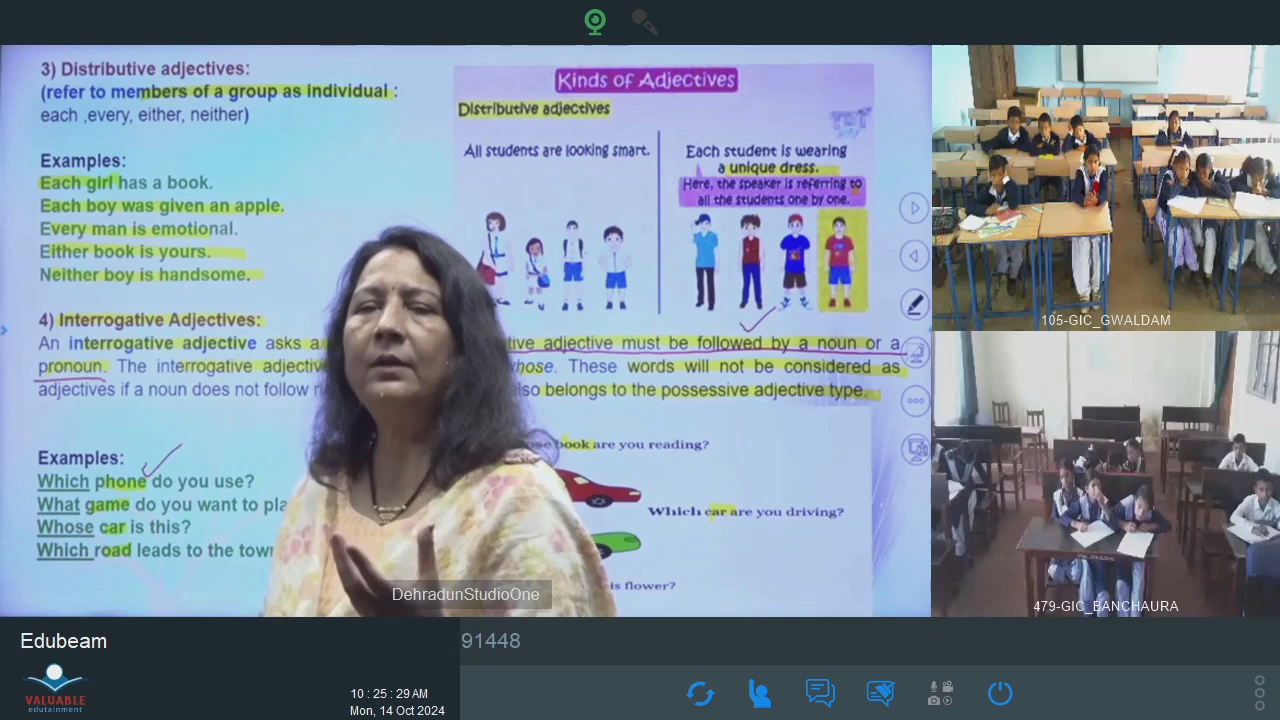 3) Distributive adjectives:
(refer to members of a group as individual :
each ,every, either, neither)
Examples:
Each girl has a book.
Each boy was given an apple.
Every man is emotional.
Either book is yours.
Neither boy is handsome.
4) Interrogative Adjectives:
An interrogative adjective asks a adjective must be followed by a noun or a
pronoun. The interrogative These words will not be considered as
adjectives if a noun does not follow also belongs to the possessive adjective type.
Examples:
Which phone do you use?
What game do you want to
Whose car is this?
Which road leads to the
Kinds of Adjectives
Distributive adjectives
All students are looking smart.
Each student is wearing
a unique dress.
Here, the speaker is referring to
all the students one by one.
book are you reading?
Which car are you driving?
is flower?
DehradunStudioOne
105-GIC_GWALDAM
479-GIC_BANCHAURA
Edubeam
91448
VALUABLE
edutainment
10 : 25 : 29 AM
Mon, 14 Oct 2024